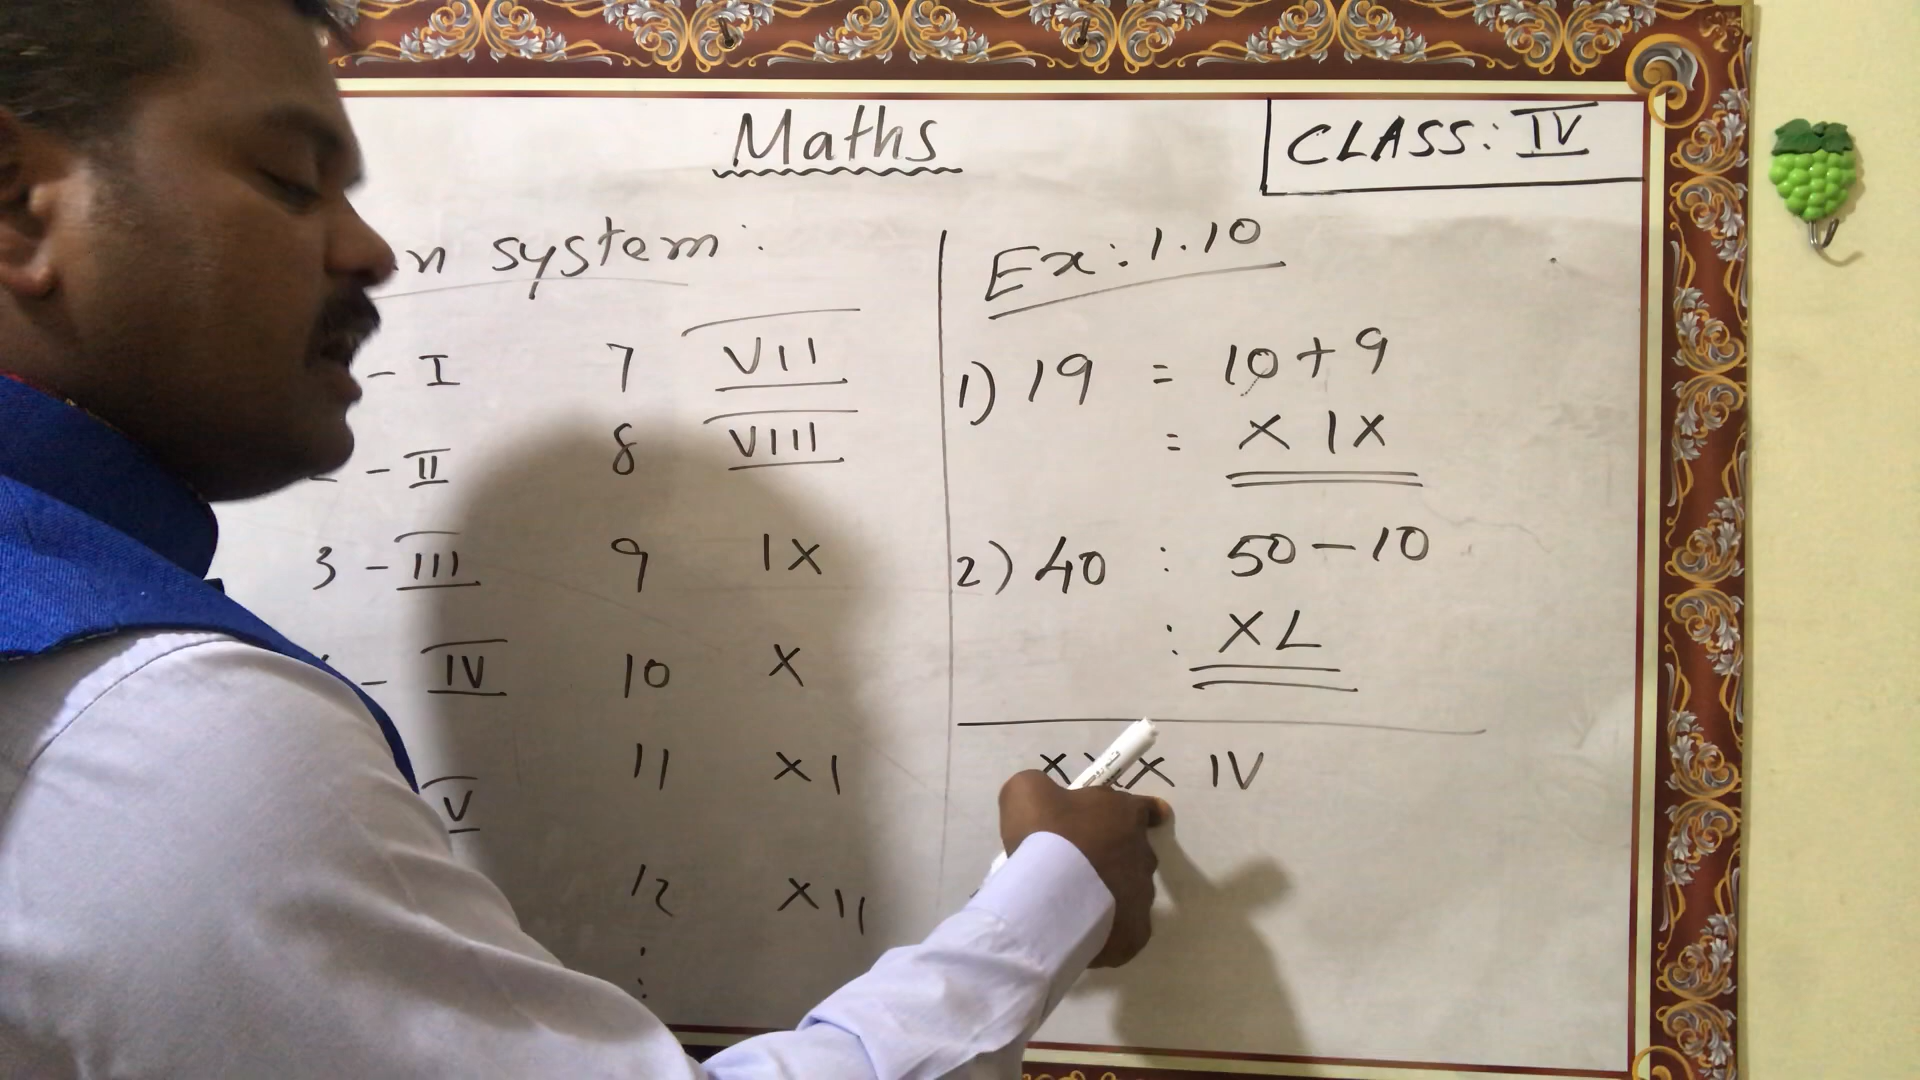 Maths
CLASS: IV
n system:
- I
- II
3 - III
- IV
V
7 VII
8 VIII
9 IX
10 X
11 XI
12 XII
Ex: 1.10
1) 19 = 10 + 9
= X IX
2) 40 : 50 - 10
: XL
XXX IV